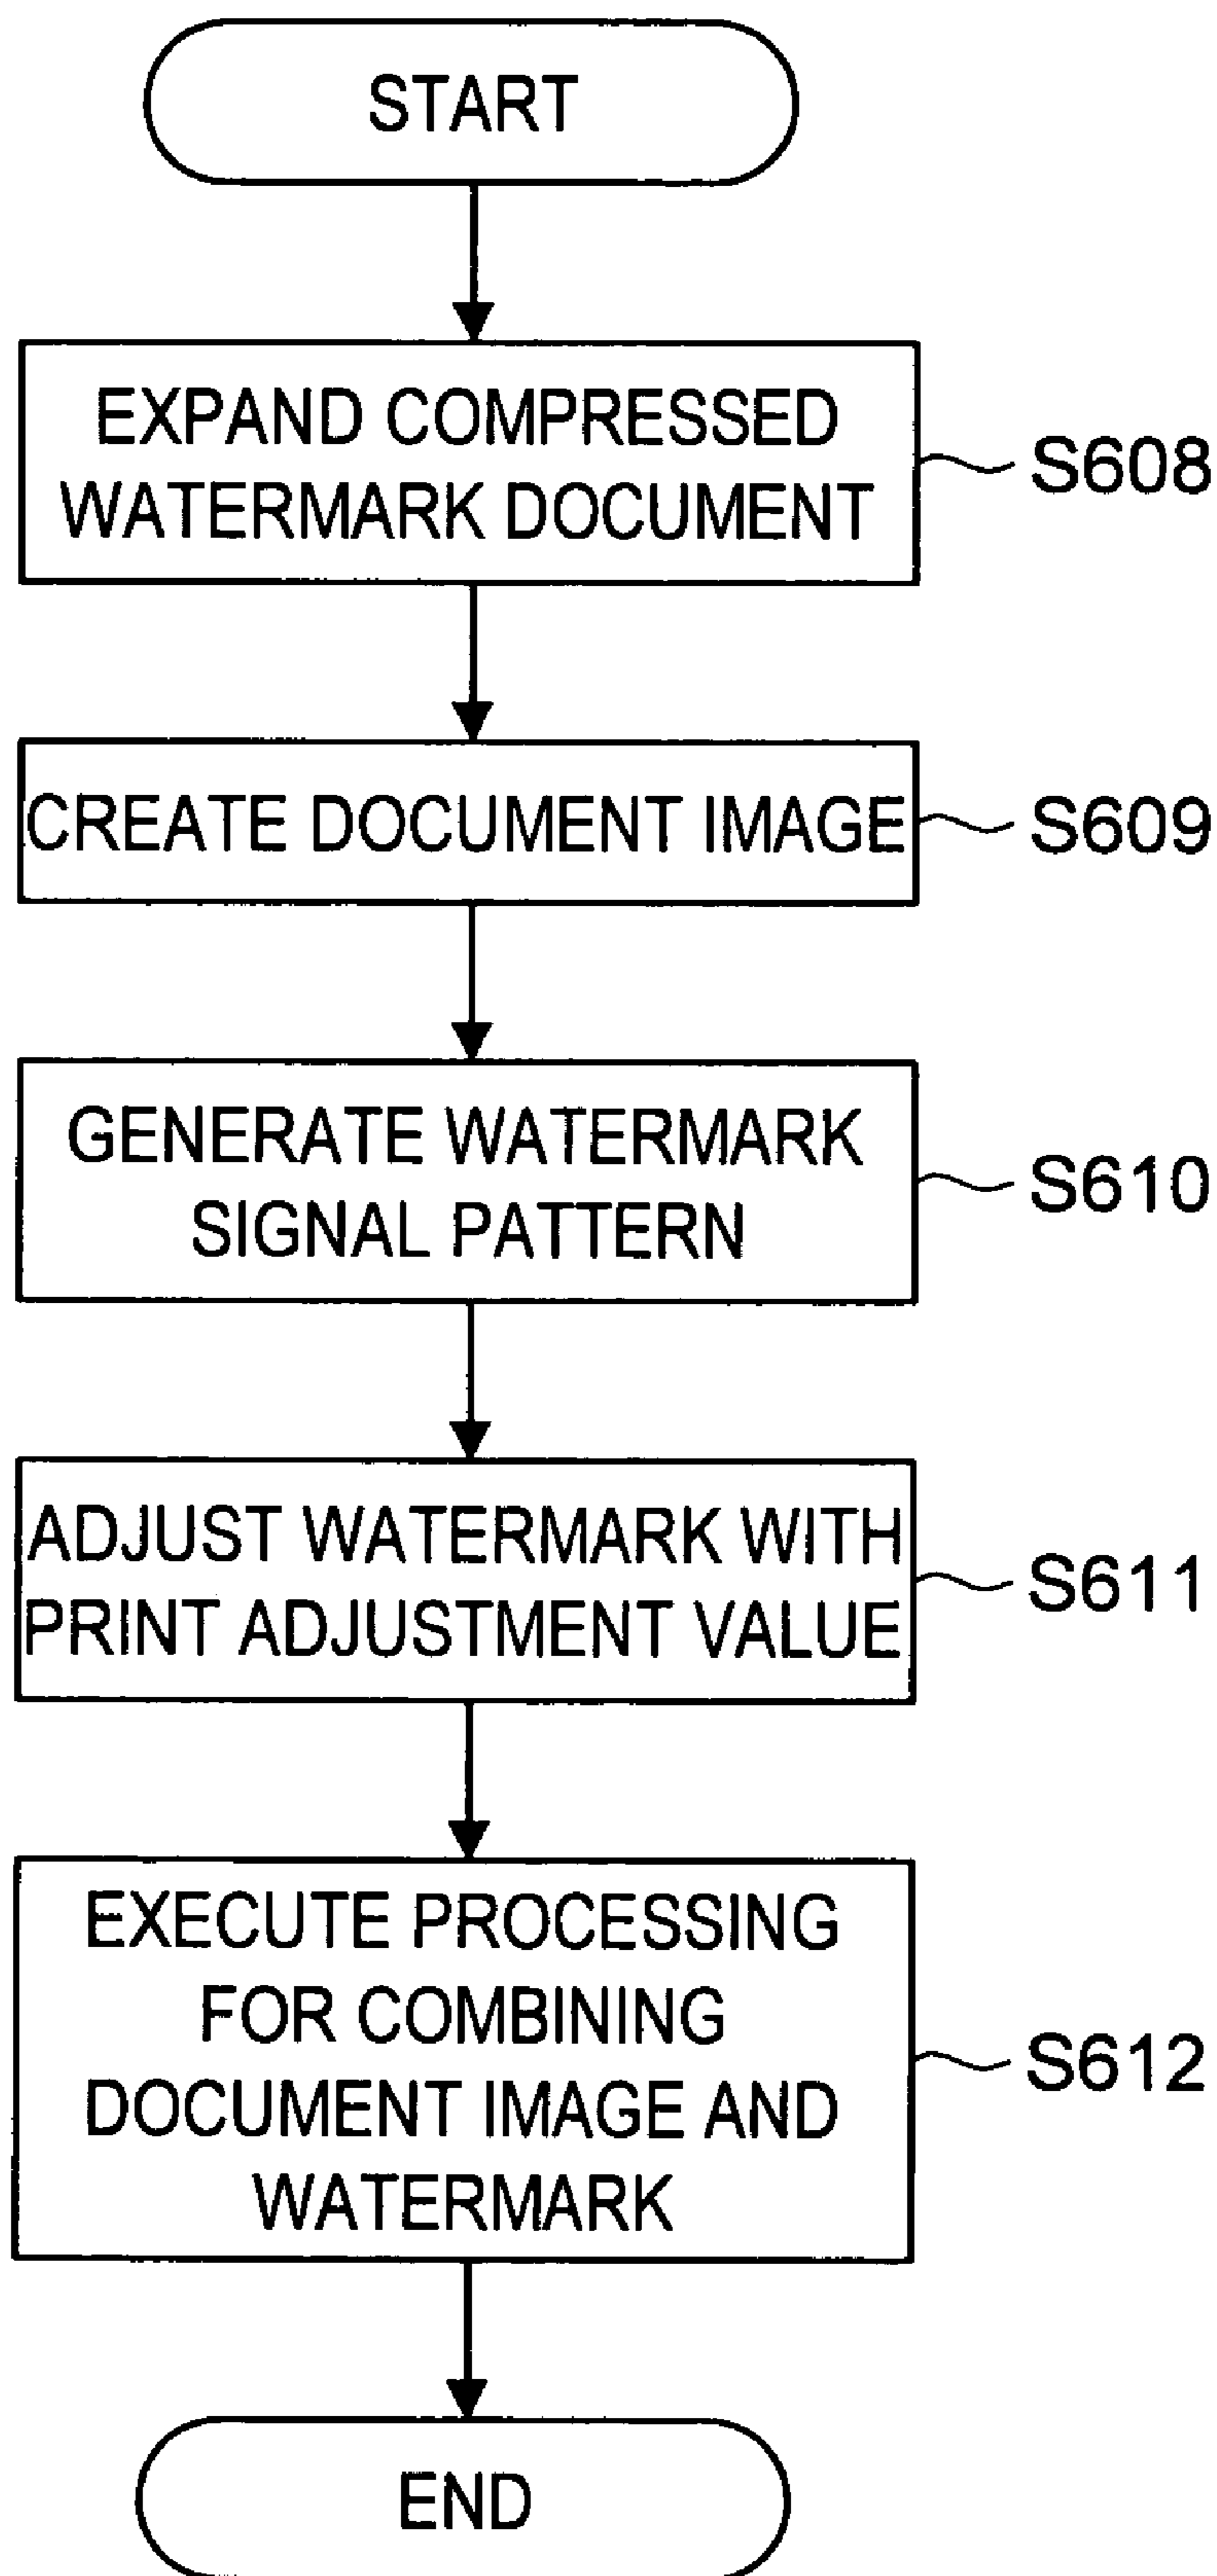 START
EXPAND COMPRESSED
WATERMARK DOCUMENT
S608
CREATE DOCUMENT IMAGE
S609
GENERATE WATERMARK
SIGNAL PATTERN
S610
ADJUST WATERMARK WITH
PRINT ADJUSTMENT VALUE
S611
EXECUTE PROCESSING
FOR COMBINING
DOCUMENT IMAGE AND
WATERMARK
S612
END